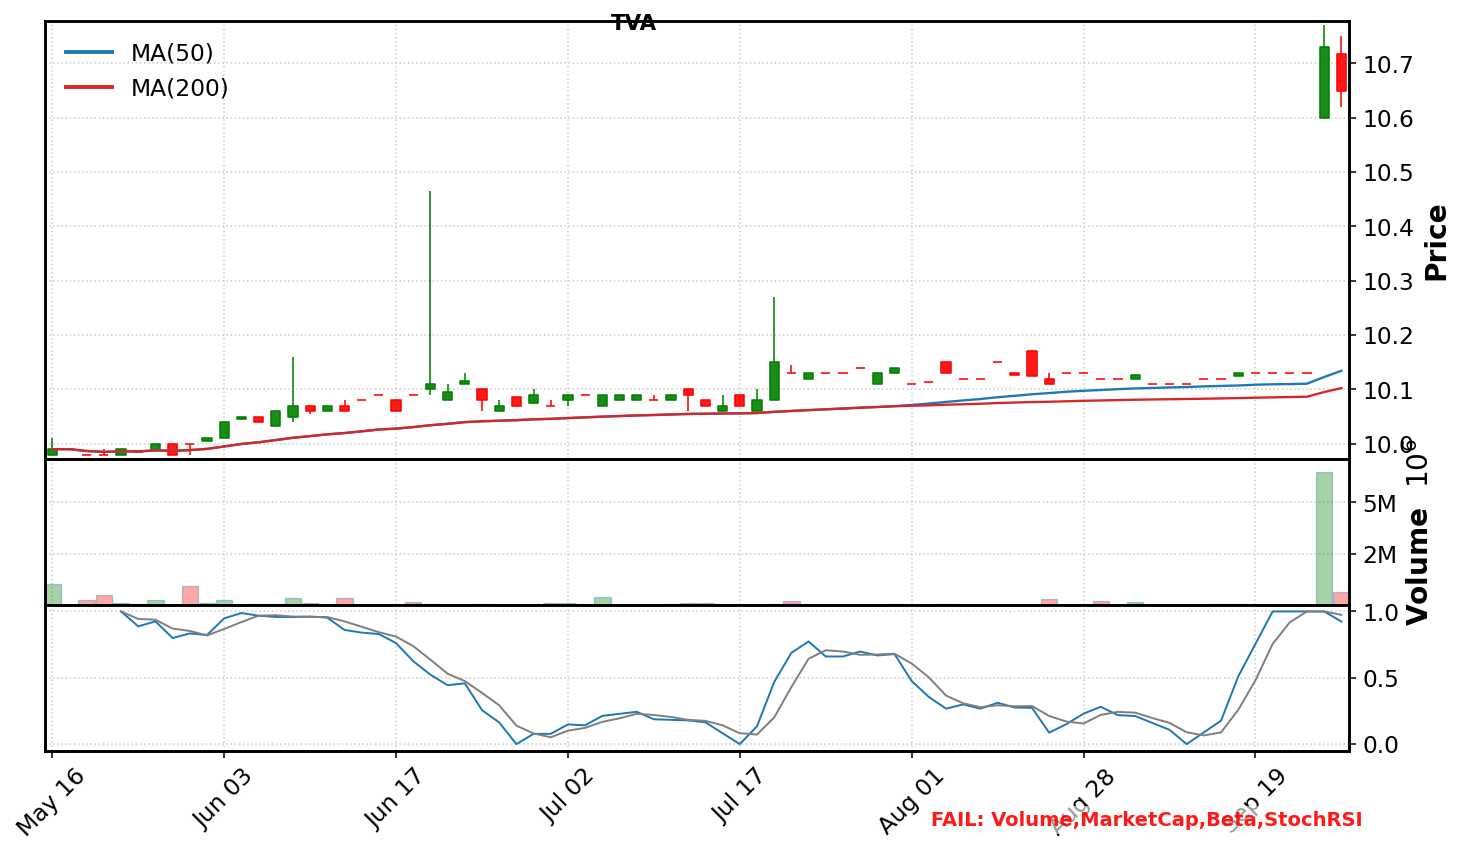 TVA
MA(50)
MA(200)
10.7
10.6
10.5
10.4
10.3
10.2
10.1
10.0
Price
10⁶
5M
2M
Volume
1.0
0.5
0.0
May 16
Jun 03
Jun 17
Jul 02
Jul 17
Aug 01
Aug 28
Sep 19
FAIL: Volume,MarketCap,Beta,StochRSI